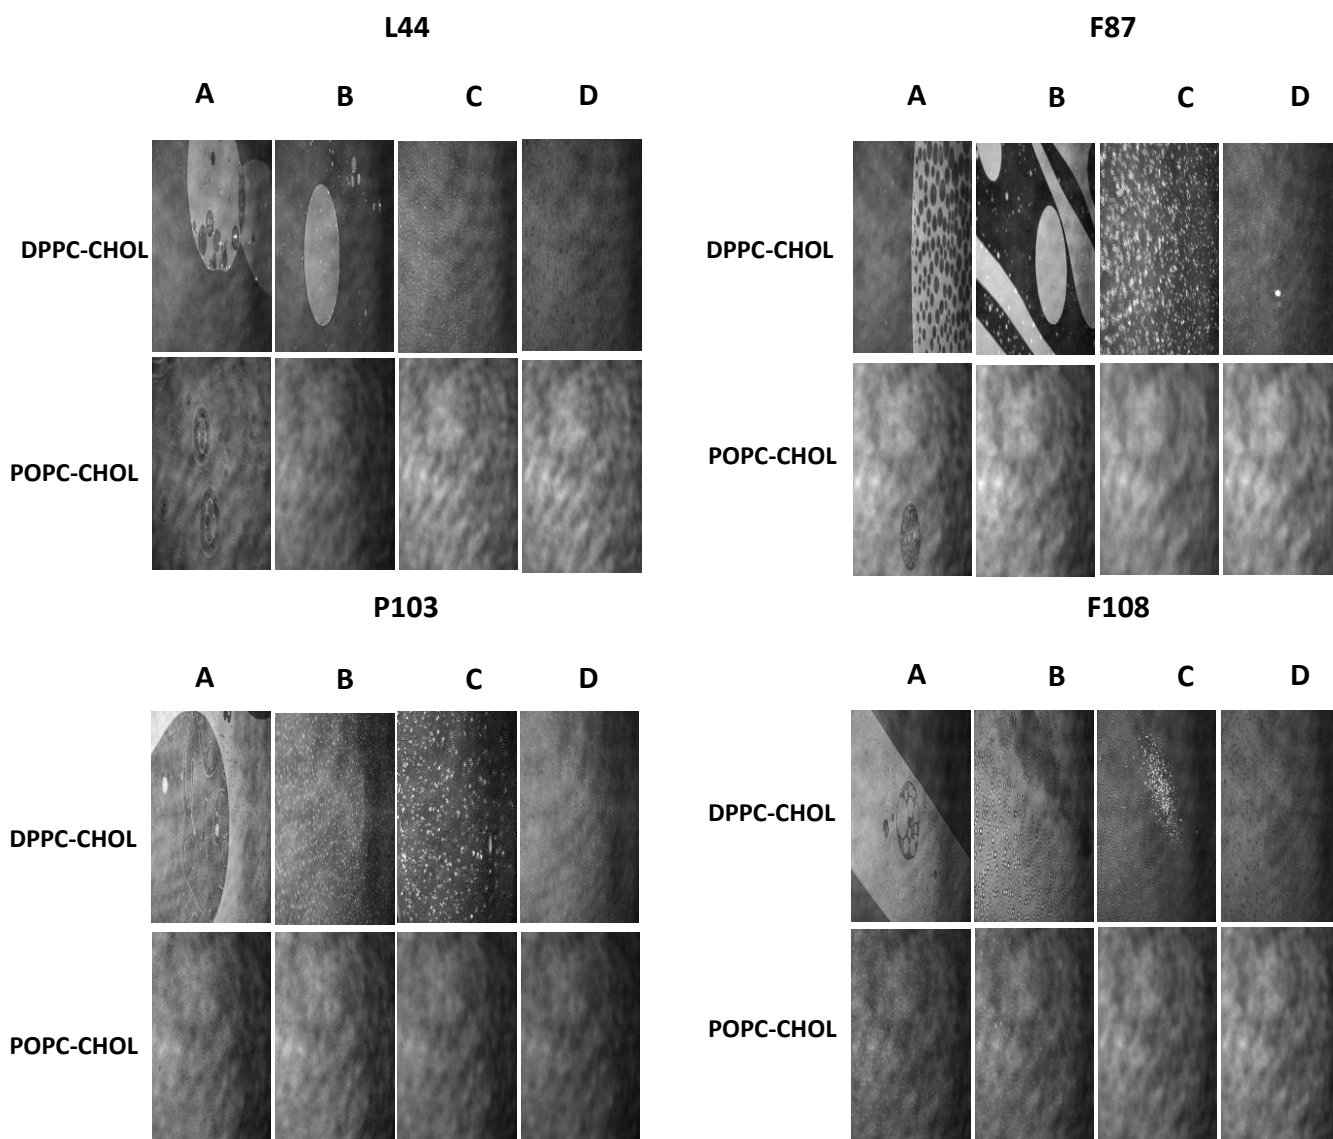 L44
A B C D
DPPC-CHOL
POPC-CHOL
F87
A B C D
DPPC-CHOL
POPC-CHOL
P103
A B C D
DPPC-CHOL
POPC-CHOL
F108
A B C D
DPPC-CHOL
POPC-CHOL